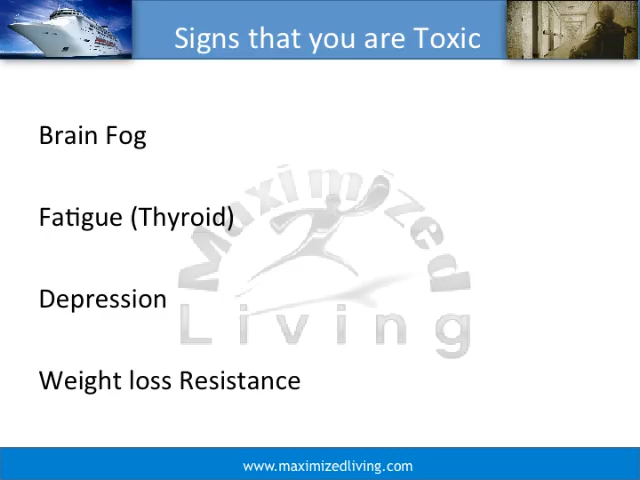 Signs that you are Toxic
Brain Fog
Fatigue (Thyroid)
Depression
Weight loss Resistance
Maximized
Living
www.maximizedliving.com